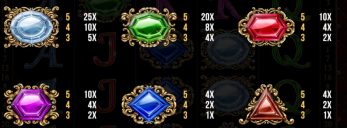 5 25X 5 20X 5 10X
4 10X 4 8X 4 4X
3 5X 3 4X 3 2X
5 10X 5 4X 5 4X
4 4X 4 2X 4 2X
3 2X 3 1X 3 1X